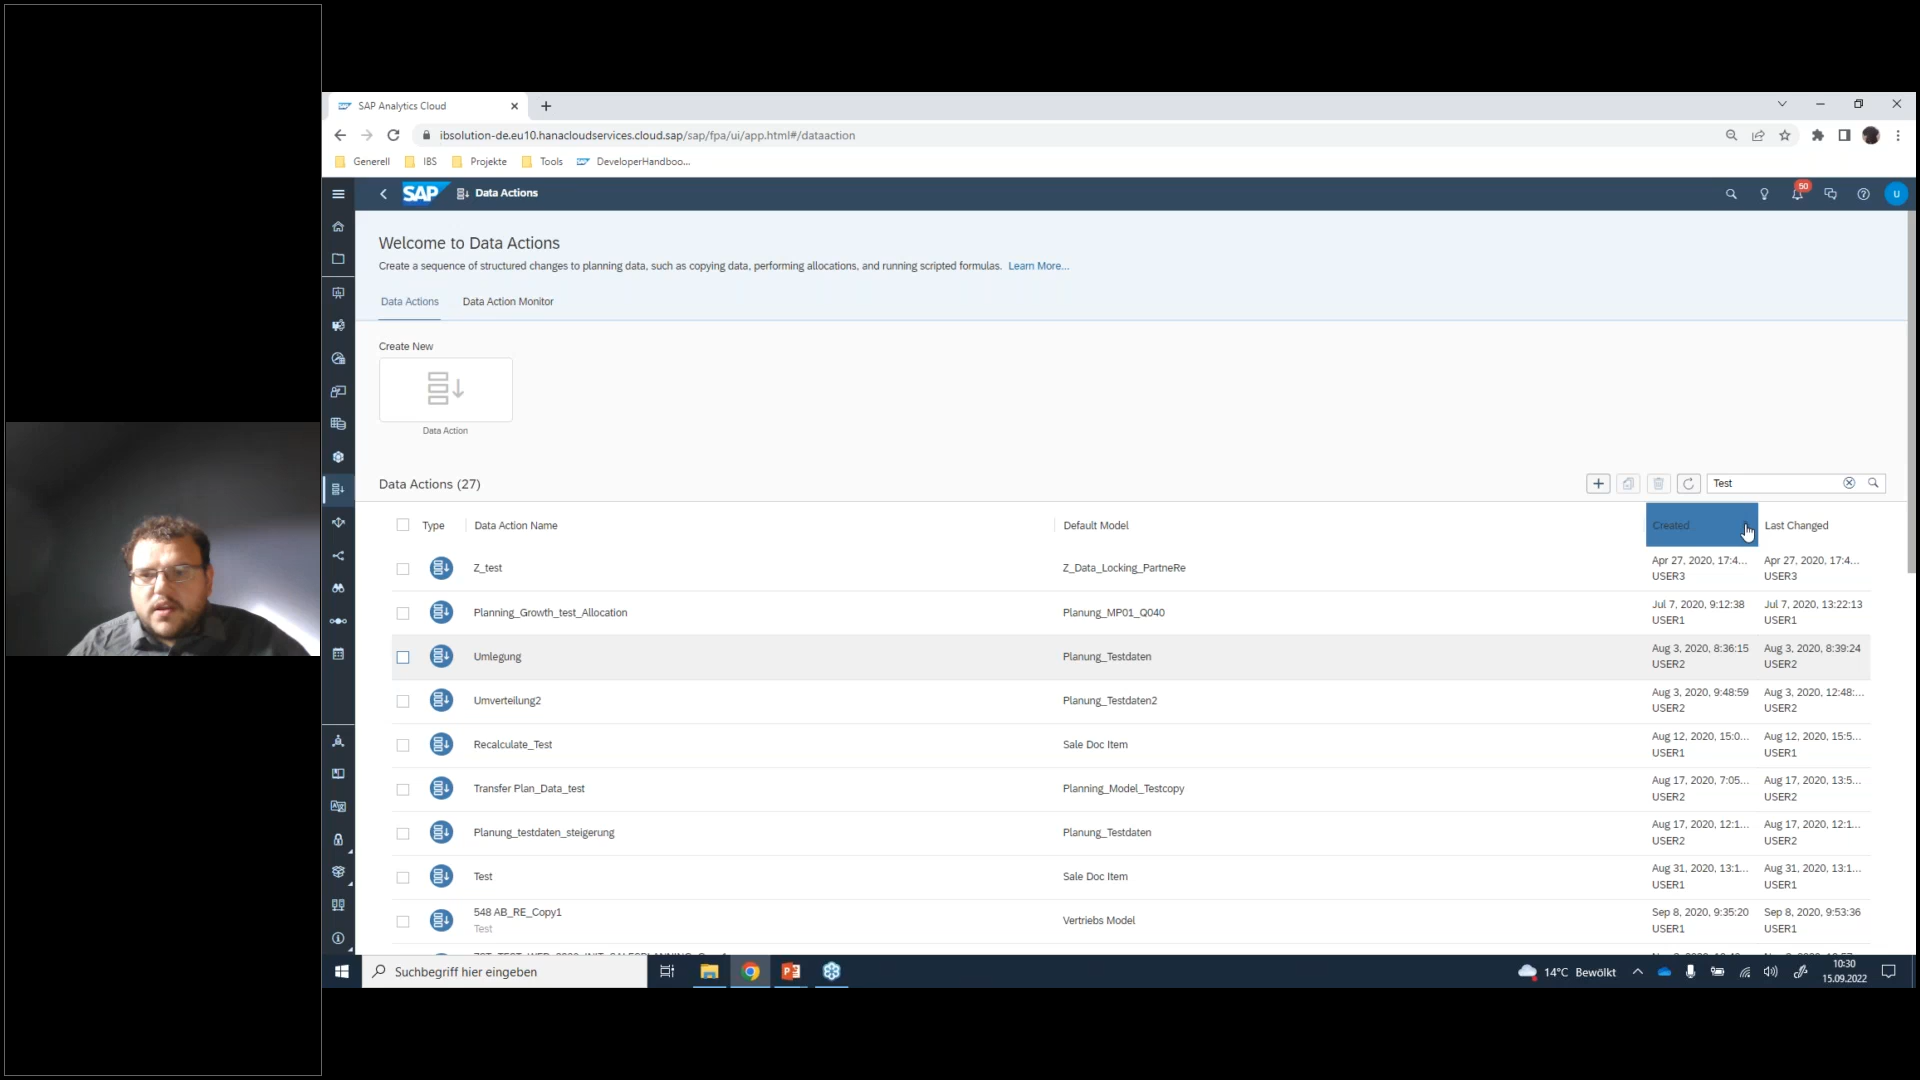 SAP Analytics Cloud
ibsolution-de.eu10.hanacloudservices.cloud.sap/sap/fpa/ui/app.html#/dataaction
Generell IBS Projekte Tools DeveloperHandboo...
SAP Data Actions 50 U
Welcome to Data Actions
Create a sequence of structured changes to planning data, such as copying data, performing allocations, and running scripted formulas. Learn More...
Data Actions Data Action Monitor
Create New
Data Action
Data Actions (27) Test
Type Data Action Name Default Model Created Last Changed
Z_test Z_Data_Locking_PartneRe Apr 27, 2020, 17:4... Apr 27, 2020, 17:4...
USER3 USER3
Planning_Growth_test_Allocation Planung_MP01_Q040 Jul 7, 2020, 9:12:38 Jul 7, 2020, 13:22:13
USER1 USER1
Umlegung Planung_Testdaten Aug 3, 2020, 8:36:15 Aug 3, 2020, 8:39:24
USER2 USER2
Umverteilung2 Planung_Testdaten2 Aug 3, 2020, 9:48:59 Aug 3, 2020, 12:48:...
USER2 USER2
Recalculate_Test Sale Doc Item Aug 12, 2020, 15:0... Aug 12, 2020, 15:5...
USER1 USER1
Transfer Plan_Data_test Planning_Model_Testcopy Aug 17, 2020, 7:05... Aug 17, 2020, 13:5...
USER2 USER2
Planung_testdaten_steigerung Planung_Testdaten Aug 17, 2020, 12:1... Aug 17, 2020, 12:1...
USER2 USER2
Test Sale Doc Item Aug 31, 2020, 13:1... Aug 31, 2020, 13:1...
USER1 USER1
548 AB_RE_Copy1 Vertriebs Model Sep 8, 2020, 9:35:20 Sep 8, 2020, 9:53:36
Test USER1 USER1
Suchbegriff hier eingeben 14°C Bewölkt 10:30
15.09.2022